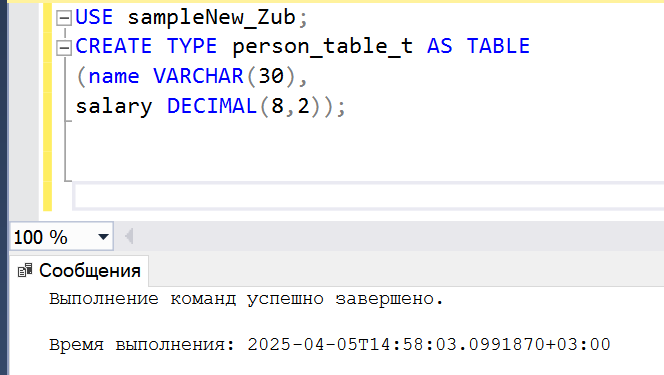 USE sampleNew_Zub;
CREATE TYPE person_table_t AS TABLE
(name VARCHAR(30),
salary DECIMAL(8,2));
100 %
Сообщения
Выполнение команд успешно завершено.
Время выполнения: 2025-04-05T14:58:03.0991870+03:00